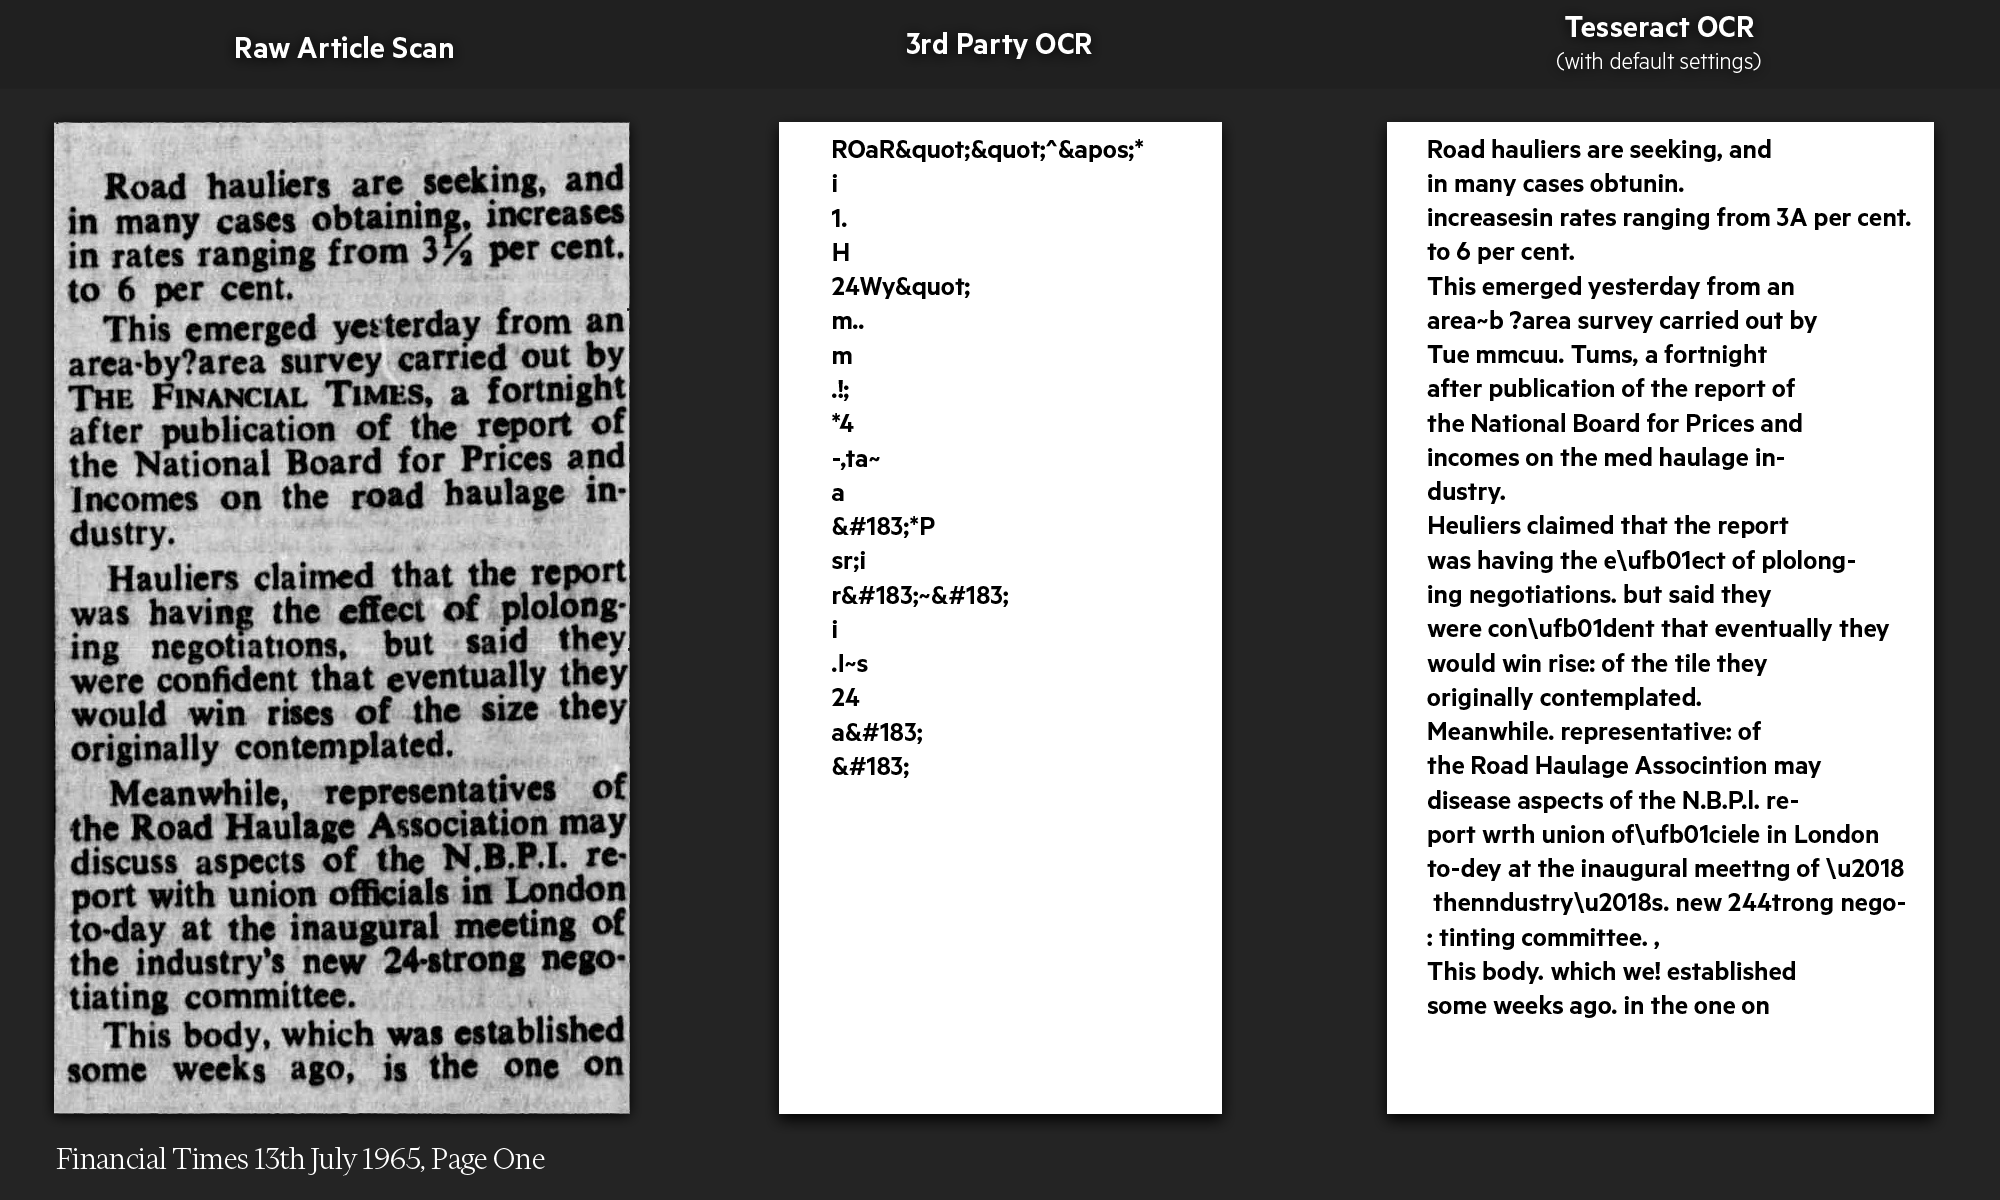 Raw Article Scan
Road hauliers are seeking, and
in many cases obtaining, increases
in rates ranging from 3½ per cent.
to 6 per cent.
This emerged yesterday from an
area-by?area survey carried out by
THE FINANCIAL TIMES, a fortnight
after publication of the report of
the National Board for Prices and
Incomes on the road haulage in-
dustry.
Hauliers claimed that the report
was having the effect of plolong-
ing negotiations, but said they
were confident that eventually they
would win rises of the size they
originally contemplated.
Meanwhile, representatives of
the Road Haulage Association may
discuss aspects of the N.B.P.I. re-
port with union officials in London
to-day at the inaugural meeting of
the industry's new 24-strong nego-
tiating committee.
This body, which was established
some weeks ago, is the one on
Financial Times 13th July 1965, Page One
3rd Party OCR
ROaR&quot;&quot;^&apos;*
i
1.
H
24Wy&quot;
m..
m
.!;
*4
-,ta~
a
&#183;*P
sr;i
r&#183;~&#183;
i
.l~s
24
a&#183;
&#183;
Tesseract OCR
(with default settings)
Road hauliers are seeking, and
in many cases obtunin.
increasesin rates ranging from 3A per cent.
to 6 per cent.
This emerged yesterday from an
area~b ?area survey carried out by
Tue mmcuu. Tums, a fortnight
after publication of the report of
the National Board for Prices and
incomes on the med haulage in-
dustry.
Heuliers claimed that the report
was having the e\ufb01ect of plolong-
ing negotiations. but said they
were con\ufb01dent that eventually they
would win rise: of the tile they
originally contemplated.
Meanwhile. representative: of
the Road Haulage Associntion may
disease aspects of the N.B.P.l. re-
port wrth union of\ufb01ciele in London
to-dey at the inaugural meettng of \u2018
thenndustry\u2018s. new 244trong nego-
: tinting committee. ,
This body. which we! established
some weeks ago. in the one on